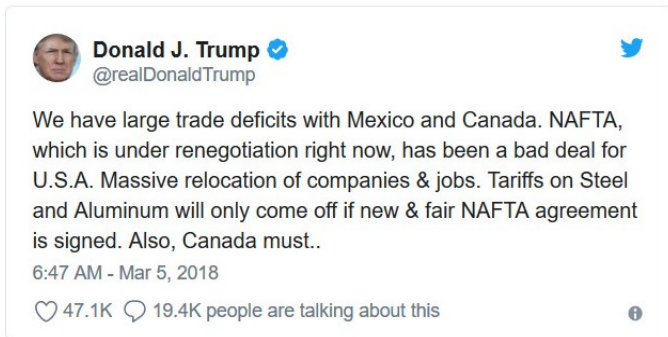 Donald J. Trump
@realDonaldTrump
We have large trade deficits with Mexico and Canada. NAFTA,
which is under renegotiation right now, has been a bad deal for
U.S.A. Massive relocation of companies & jobs. Tariffs on Steel
and Aluminum will only come off if new & fair NAFTA agreement
is signed. Also, Canada must..
6:47 AM - Mar 5, 2018
47.1K 19.4K people are talking about this